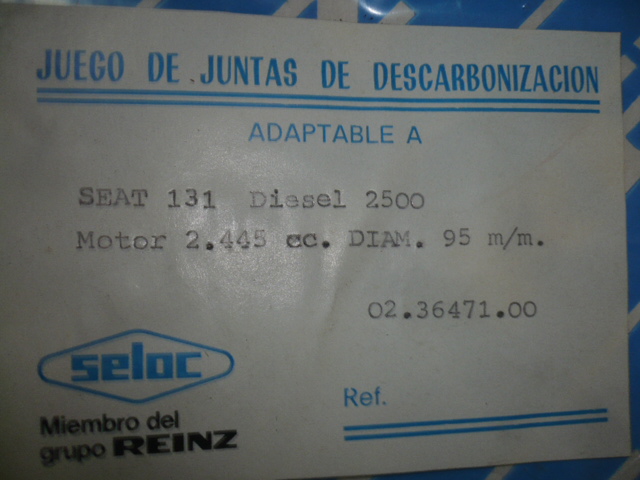 JUEGO DE JUNTAS DE DESCARBONIZACION
ADAPTABLE A
SEAT 131 Diesel 2500
Motor 2.445 cc. DIAM. 95 m/m.
02.36471.00
seloc
Ref.
Miembro del
grupo REINZ